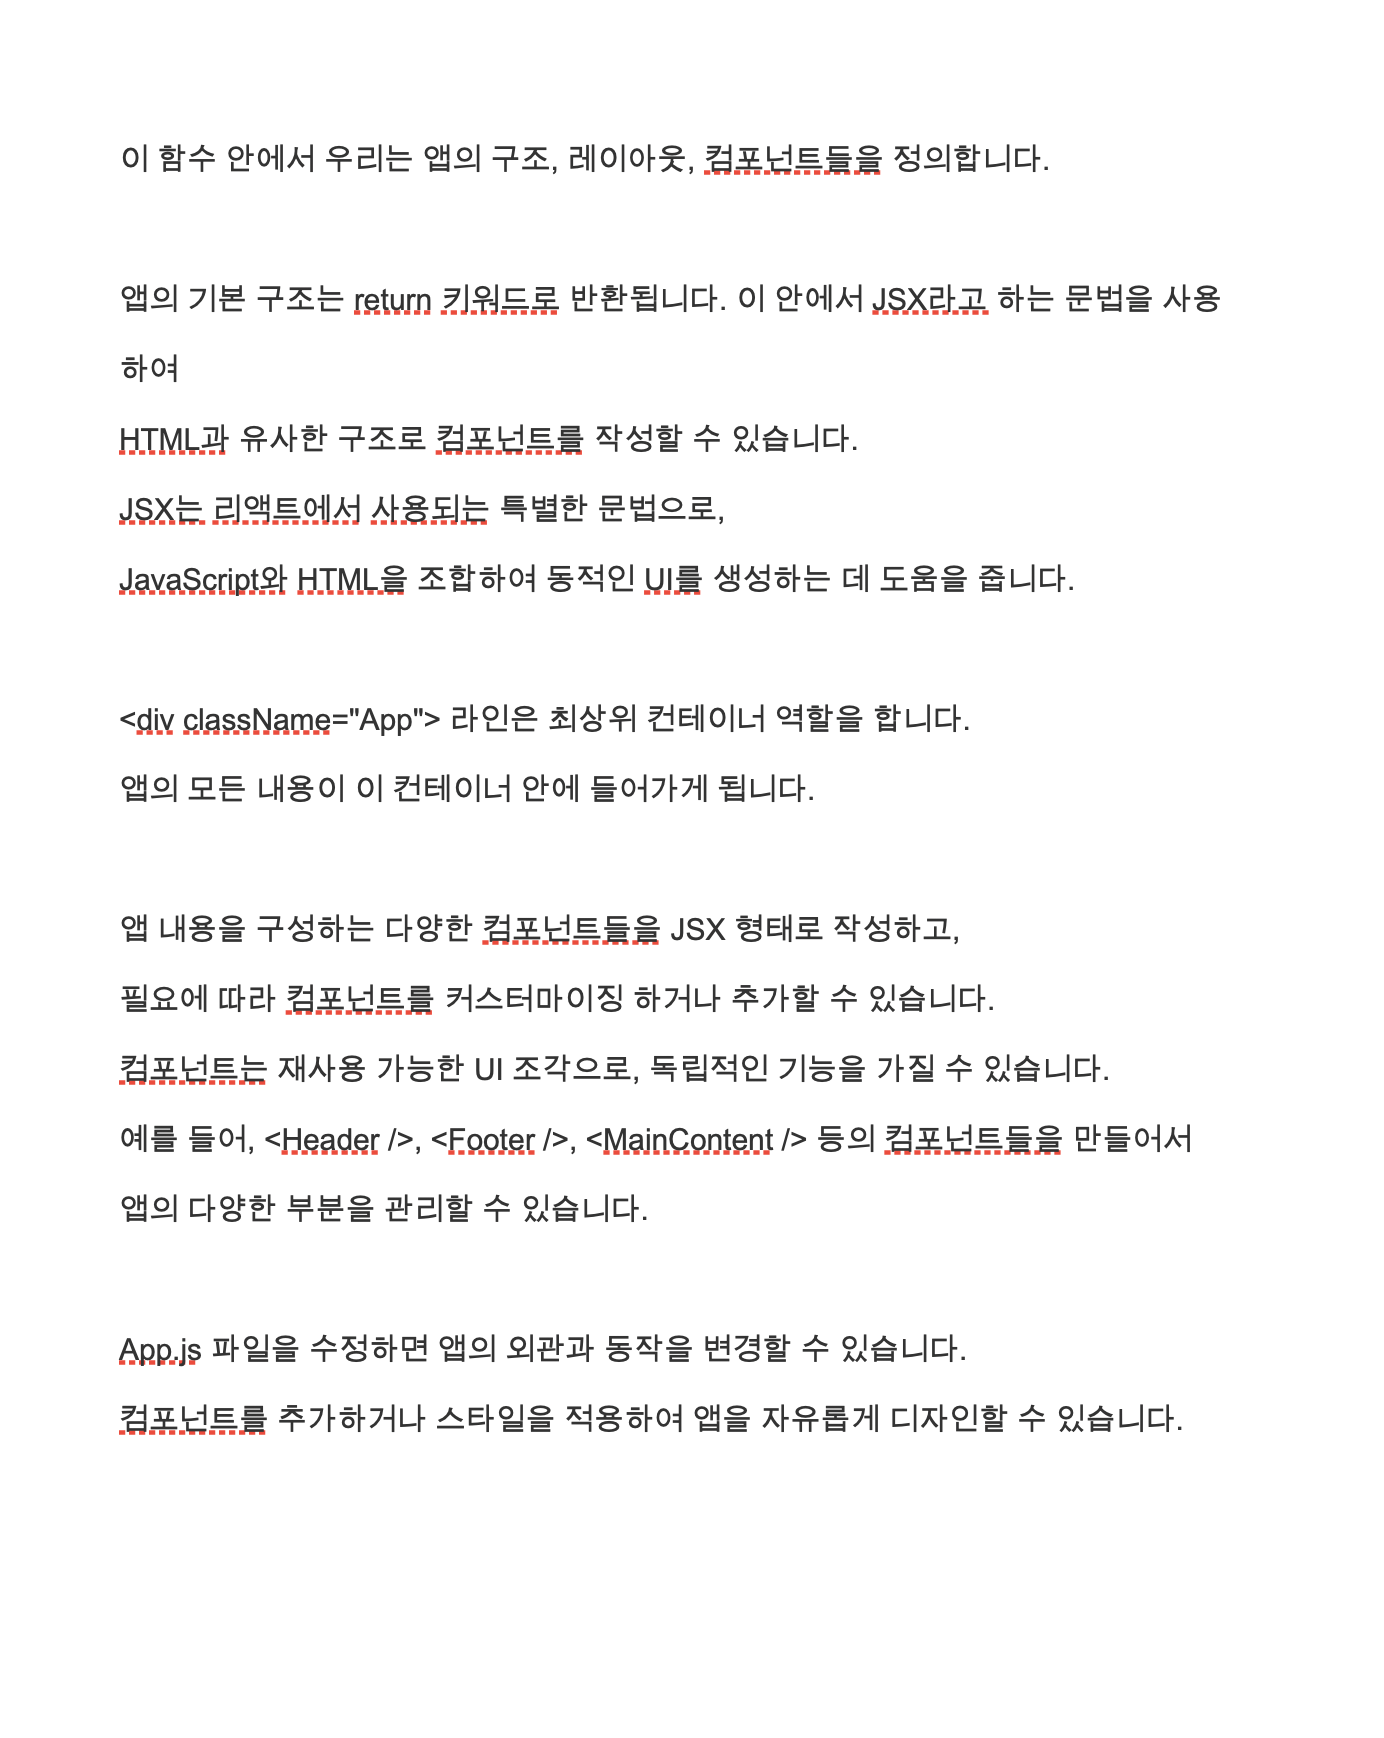 이 함수 안에서 우리는 앱의 구조, 레이아웃, 컴포넌트들을 정의합니다.
앱의 기본 구조는 return 키워드로 반환됩니다. 이 안에서 JSX라고 하는 문법을 사용
하여
HTML과 유사한 구조로 컴포넌트를 작성할 수 있습니다.
JSX는 리액트에서 사용되는 특별한 문법으로,
JavaScript와 HTML을 조합하여 동적인 UI를 생성하는 데 도움을 줍니다.
<div className="App"> 라인은 최상위 컨테이너 역할을 합니다.
앱의 모든 내용이 이 컨테이너 안에 들어가게 됩니다.
앱 내용을 구성하는 다양한 컴포넌트들을 JSX 형태로 작성하고,
필요에 따라 컴포넌트를 커스터마이징 하거나 추가할 수 있습니다.
컴포넌트는 재사용 가능한 UI 조각으로, 독립적인 기능을 가질 수 있습니다.
예를 들어, <Header />, <Footer />, <MainContent /> 등의 컴포넌트들을 만들어서
앱의 다양한 부분을 관리할 수 있습니다.
App.js 파일을 수정하면 앱의 외관과 동작을 변경할 수 있습니다.
컴포넌트를 추가하거나 스타일을 적용하여 앱을 자유롭게 디자인할 수 있습니다.